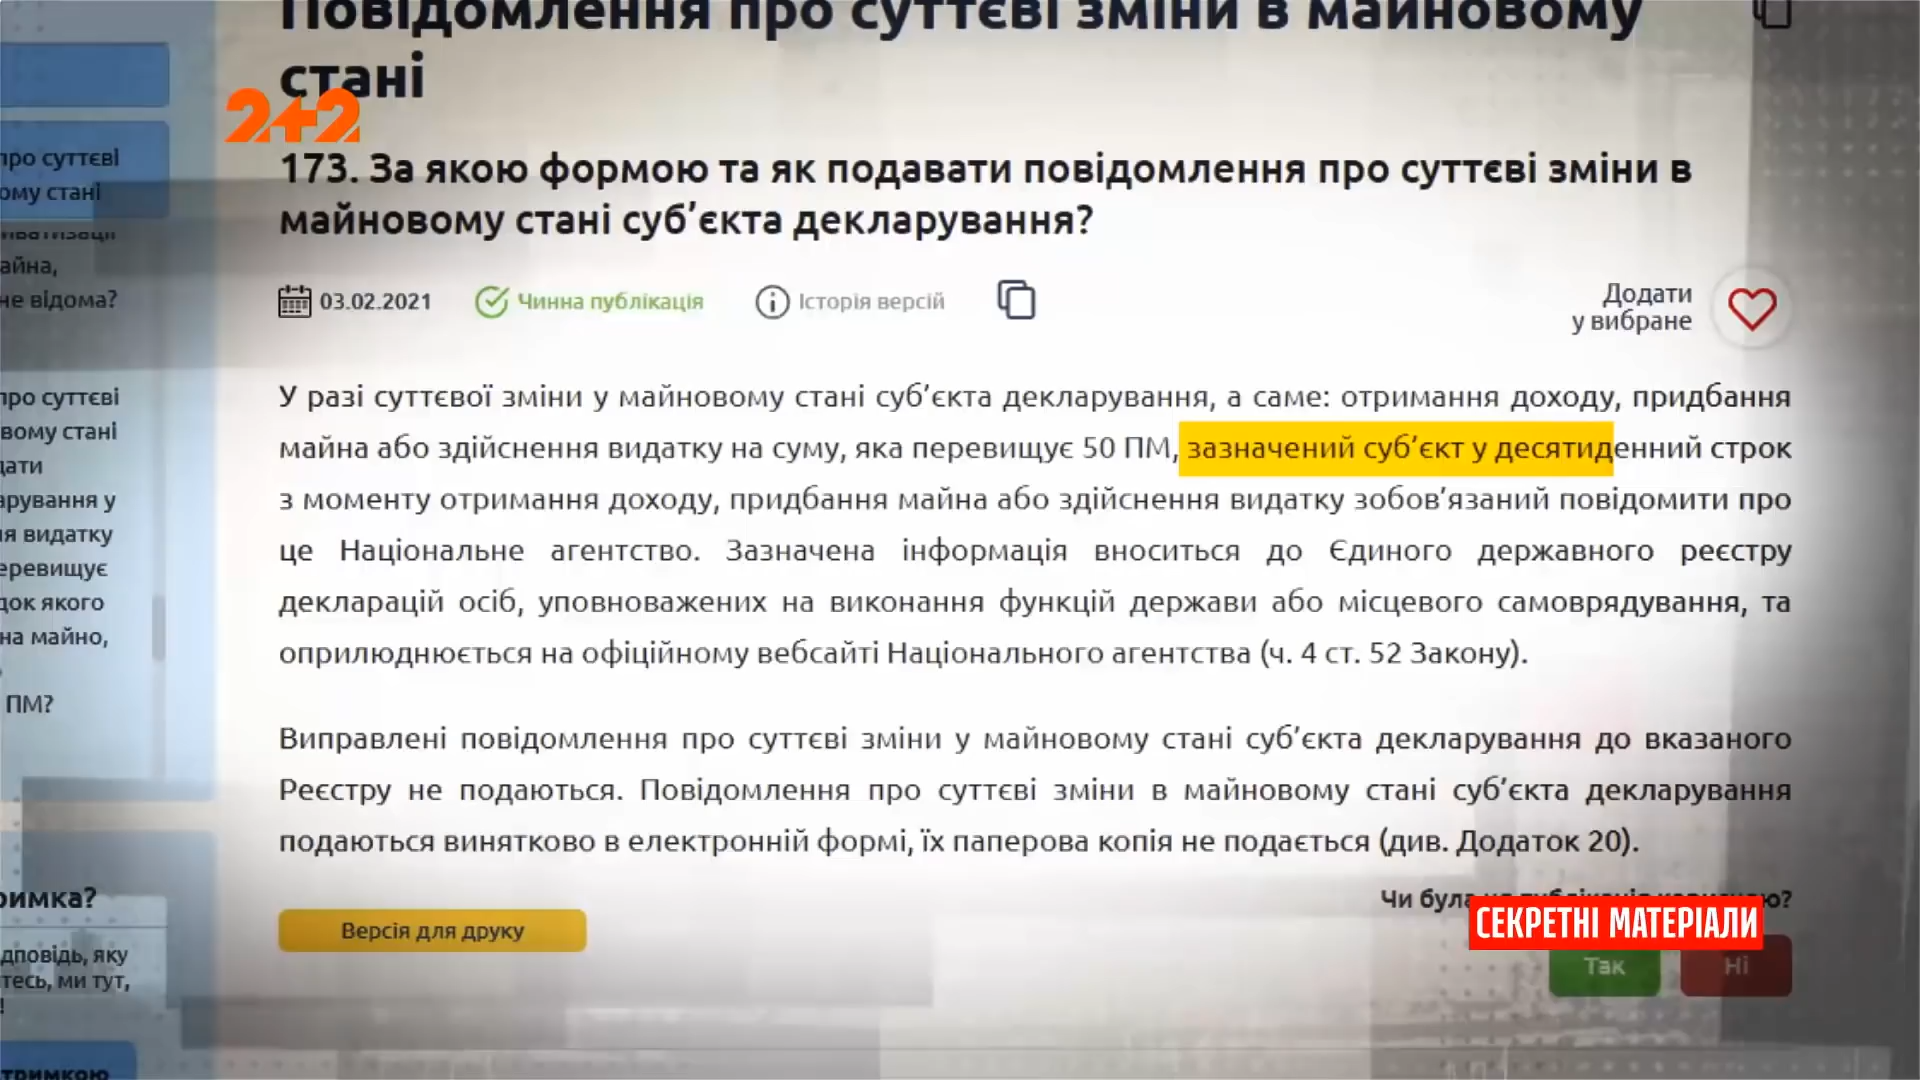 Повідомлення про суттєві зміни в майновому
стані
2+2
173. За якою формою та як подавати повідомлення про суттєві зміни в
майновому стані суб’єкта декларування?
03.02.2021 Чинна публікація Історія версій
Додати
у вибране
У разі суттєвої зміни у майновому стані суб’єкта декларування, а саме: отримання доходу, придбання
майна або здійснення видатку на суму, яка перевищує 50 ПМ, зазначений суб’єкт у десятиденний строк
з моменту отримання доходу, придбання майна або здійснення видатку зобов’язаний повідомити про
це Національне агентство. Зазначена інформація вноситься до Єдиного державного реєстру
декларацій осіб, уповноважених на виконання функцій держави або місцевого самоврядування, та
оприлюднюється на офіційному вебсайті Національного агентства (ч. 4 ст. 52 Закону).
Виправлені повідомлення про суттєві зміни у майновому стані суб’єкта декларування до вказаного
Реєстру не подаються. Повідомлення про суттєві зміни в майновому стані суб’єкта декларування
подаються винятково в електронній формі, їх паперова копія не подається (див. Додаток 20).
Чи була
Версія для друку
СЕКРЕТНІ МАТЕРІАЛИ
Так Ні
про суттєві
ому стані
айна,
не відома?
про суттєві
вому стані
дати
арування у
ня видатку
еревищує
док якого
на майно,
ПМ?
римка?
дповідь, яку
тесь, ми тут,
!
тримкою